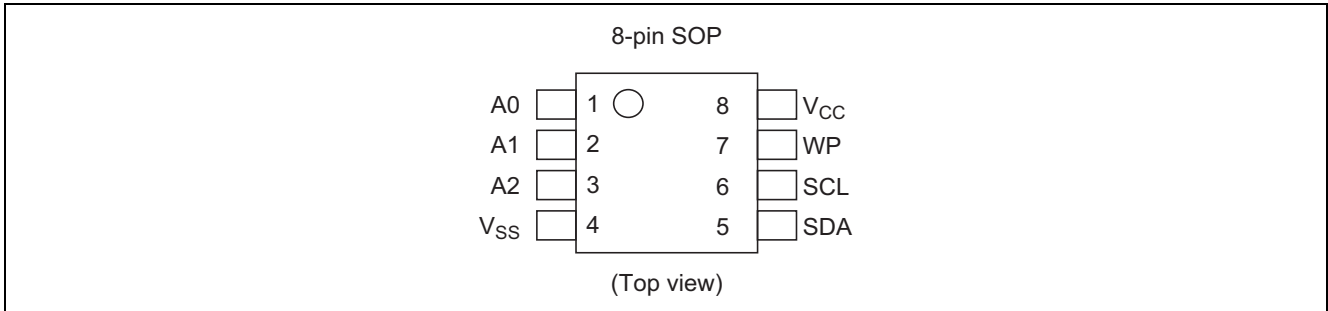 8-pin SOP
A0 1 8 VCC
A1 2 7 WP
A2 3 6 SCL
VSS 4 5 SDA
(Top view)